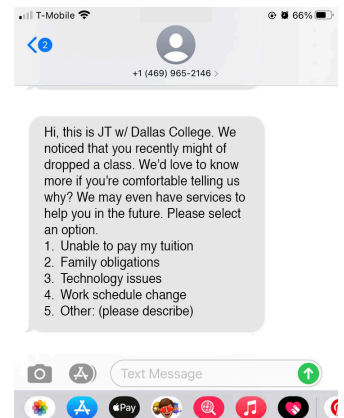 T-Mobile 66%
2
+1 (469) 965-2146 >
Hi, this is JT w/ Dallas College. We
noticed that you recently might of
dropped a class. We'd love to know
more if you're comfortable telling us
why? We may even have services to
help you in the future. Please select
an option.
1. Unable to pay my tuition
2. Family obligations
3. Technology issues
4. Work schedule change
5. Other: (please describe)
Text Message
Pay